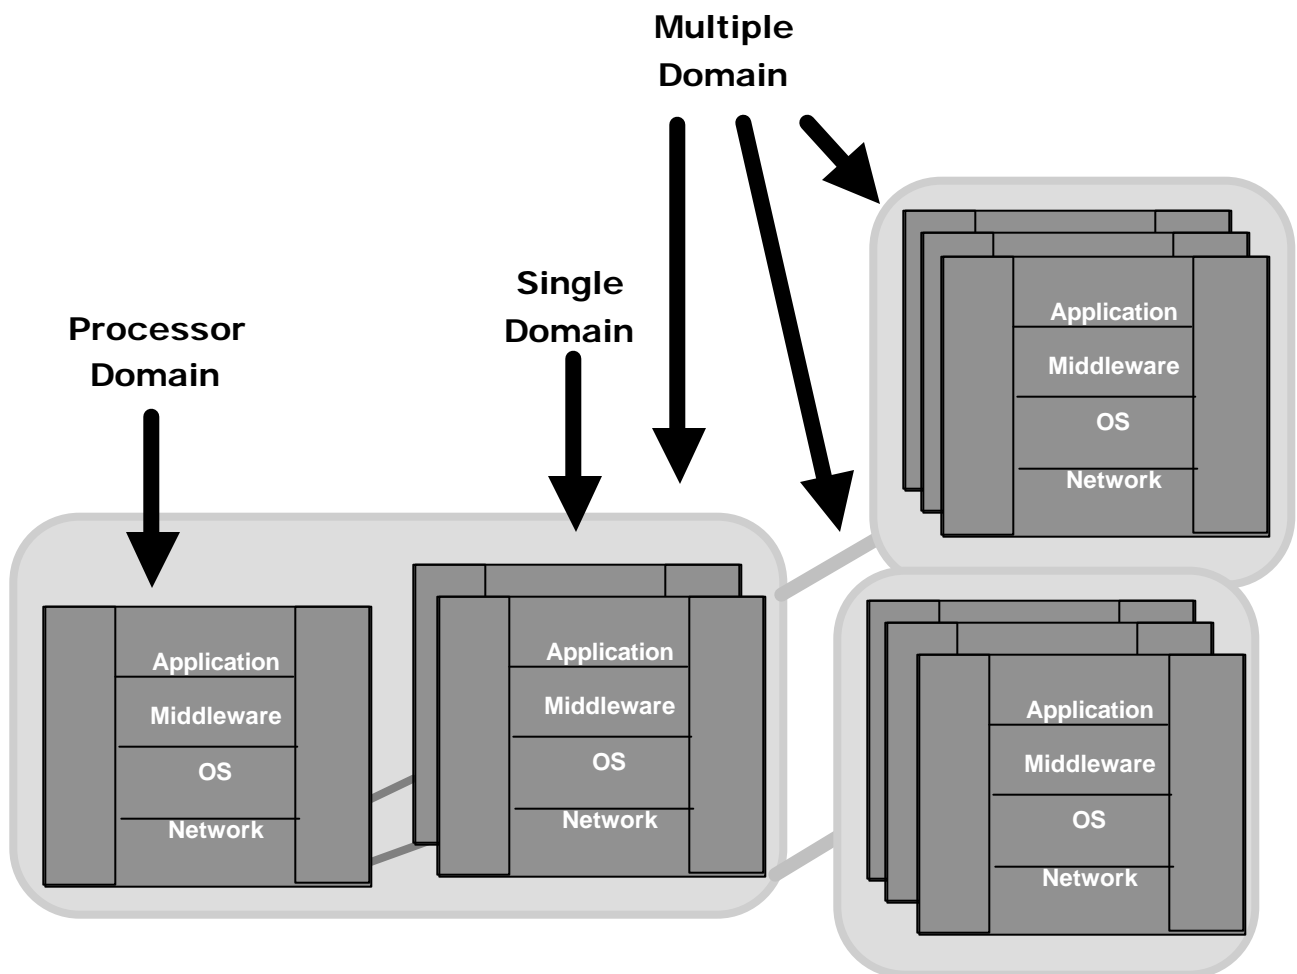 Multiple
Domain
Single
Domain
Processor
Domain
Application
Middleware
OS
Network
Application
Middleware
OS
Network
Application
Middleware
OS
Network
Application
Middleware
OS
Network